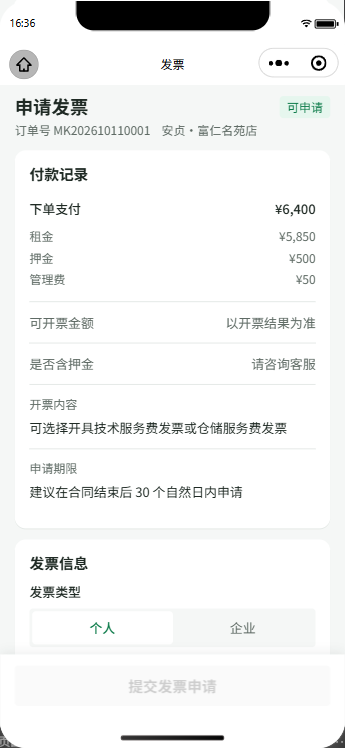 16:36
发票
申请发票
可申请
订单号 MK202610110001 安贞·富仁名苑店
付款记录
下单支付 ¥6,400
租金 ¥5,850
押金 ¥500
管理费 ¥50
可开票金额 以开票结果为准
是否含押金 请咨询客服
开票内容
可选择开具技术服务费发票或仓储服务费发票
申请期限
建议在合同结束后 30 个自然日内申请
发票信息
发票类型
个人 企业
提交发票申请